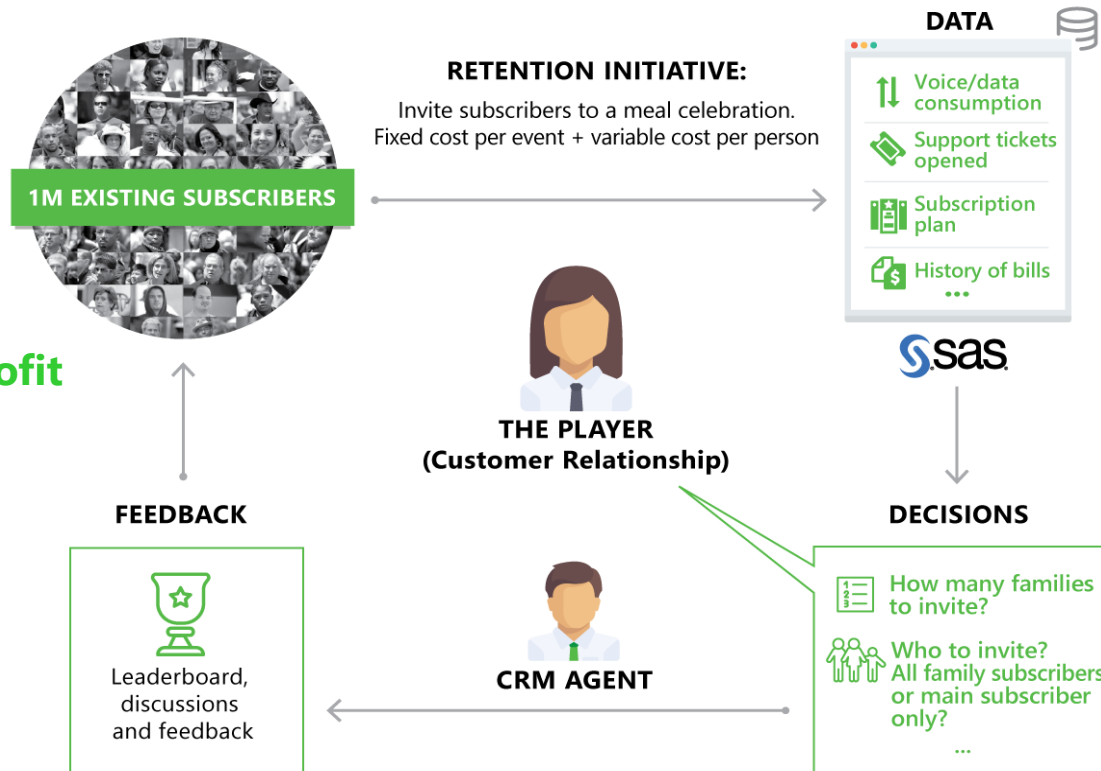 DATA
RETENTION INITIATIVE:
Invite subscribers to a meal celebration.
Fixed cost per event + variable cost per person
Voice/data
consumption
Support tickets
opened
Subscription
plan
History of bills
...
1M EXISTING SUBSCRIBERS
sas
ofit
THE PLAYER
(Customer Relationship)
FEEDBACK
DECISIONS
Leaderboard,
discussions
and feedback
CRM AGENT
1
2
3
How many families
to invite?
Who to invite?
All family subscribers
or main subscriber
only?
...